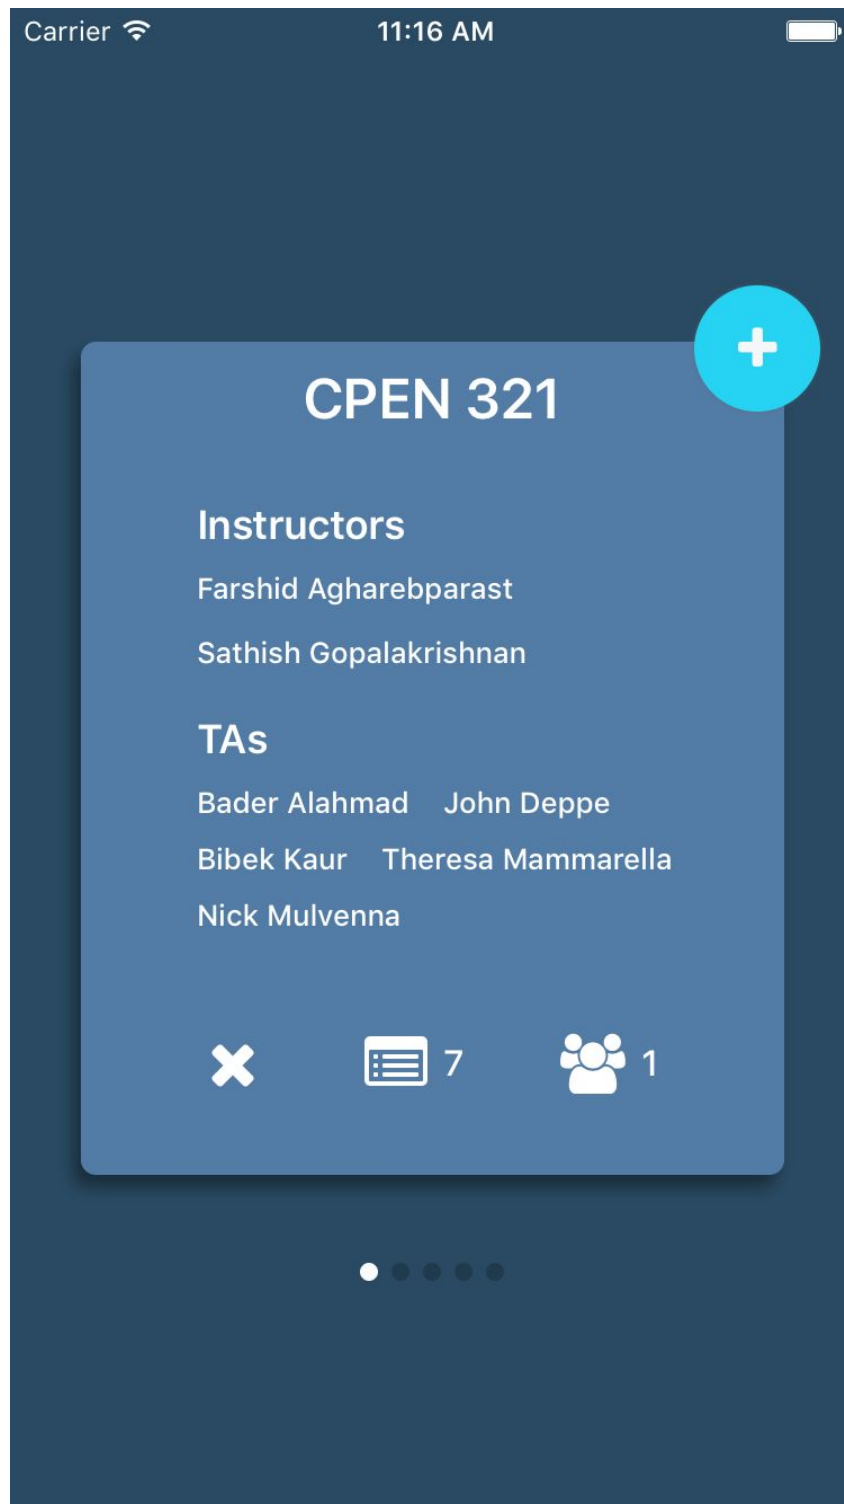 Carrier 11:16 AM
CPEN 321
Instructors
Farshid Agharebparast
Sathish Gopalakrishnan
TAs
Bader Alahmad John Deppe
Bibek Kaur Theresa Mammarella
Nick Mulvenna
7 1